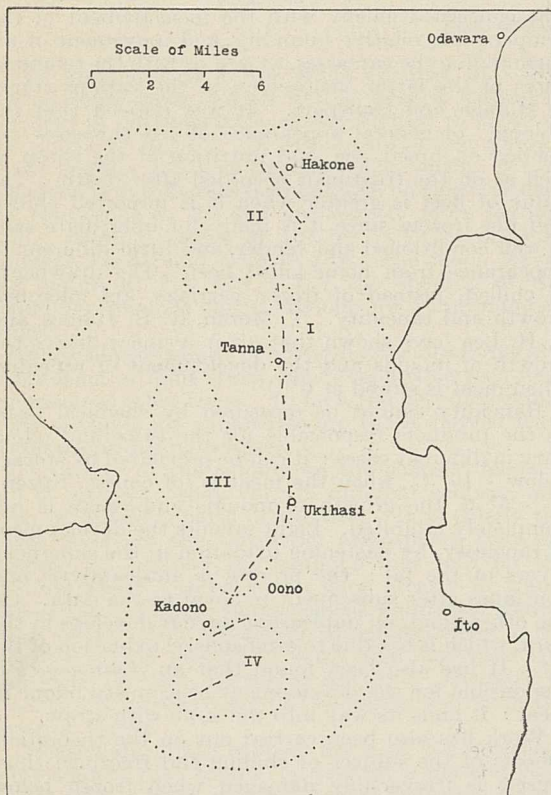 Odawara
Scale of Miles
0 2 4 6
Hakone
II
I
Tanna
III
Ukihasi
Oono
Kadono
Ito
IV